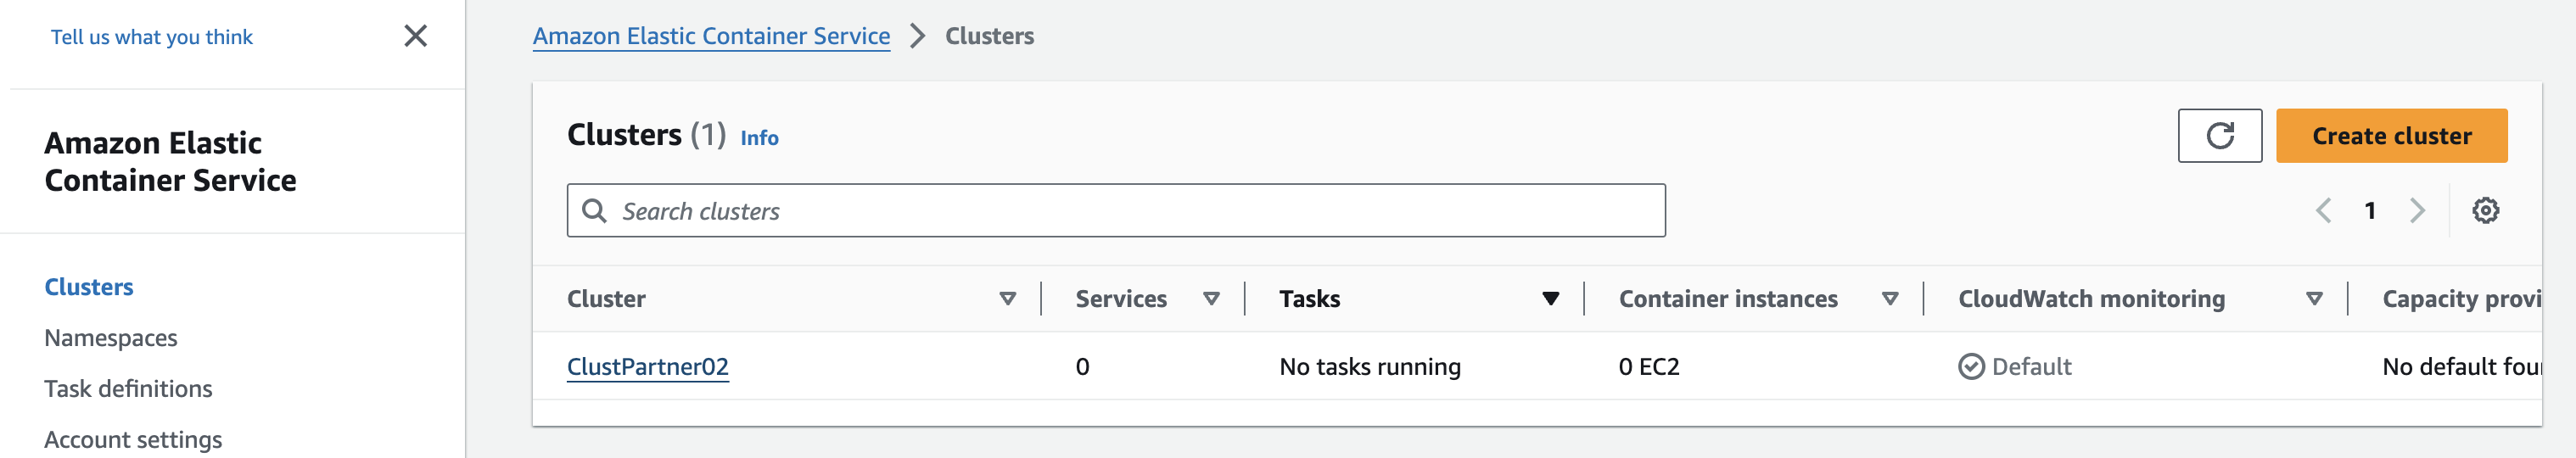 Tell us what you think
Amazon Elastic
Container Service
Clusters
Namespaces
Task definitions
Account settings
Amazon Elastic Container Service > Clusters
Clusters (1) Info
Create cluster
Search clusters
1
Cluster Services Tasks Container instances CloudWatch monitoring Capacity provi
ClustPartner02 0 No tasks running 0 EC2 Default No default fou